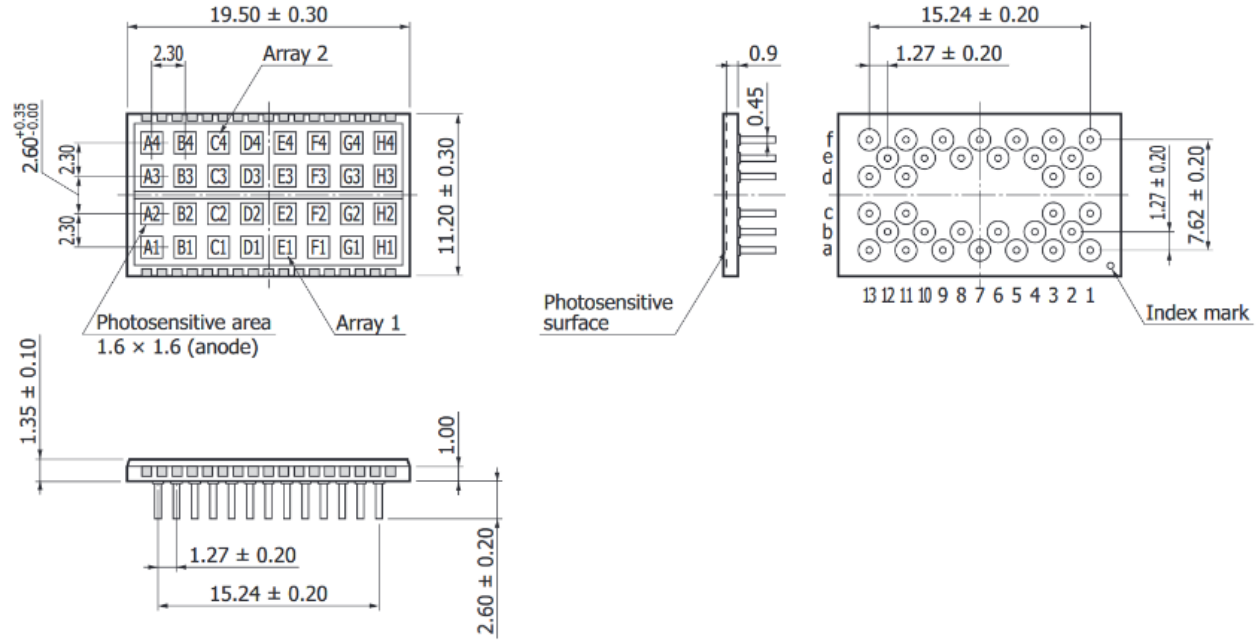 19.50 ± 0.30
2.30
Array 2
2.60 +0.35 -0.00
2.30
2.30
A4 B4 C4 D4 E4 F4 G4 H4
A3 B3 C3 D3 E3 F3 G3 H3
A2 B2 C2 D2 E2 F2 G2 H2
A1 B1 C1 D1 E1 F1 G1 H1
11.20 ± 0.30
Photosensitive area
1.6 × 1.6 (anode)
Array 1
0.9
0.45
Photosensitive
surface
15.24 ± 0.20
1.27 ± 0.20
f
e
d
c
b
a
1.27 ± 0.20
7.62 ± 0.20
13 12 11 10 9 8 7 6 5 4 3 2 1
Index mark
1.35 ± 0.10
1.00
1.27 ± 0.20
15.24 ± 0.20
2.60 ± 0.20